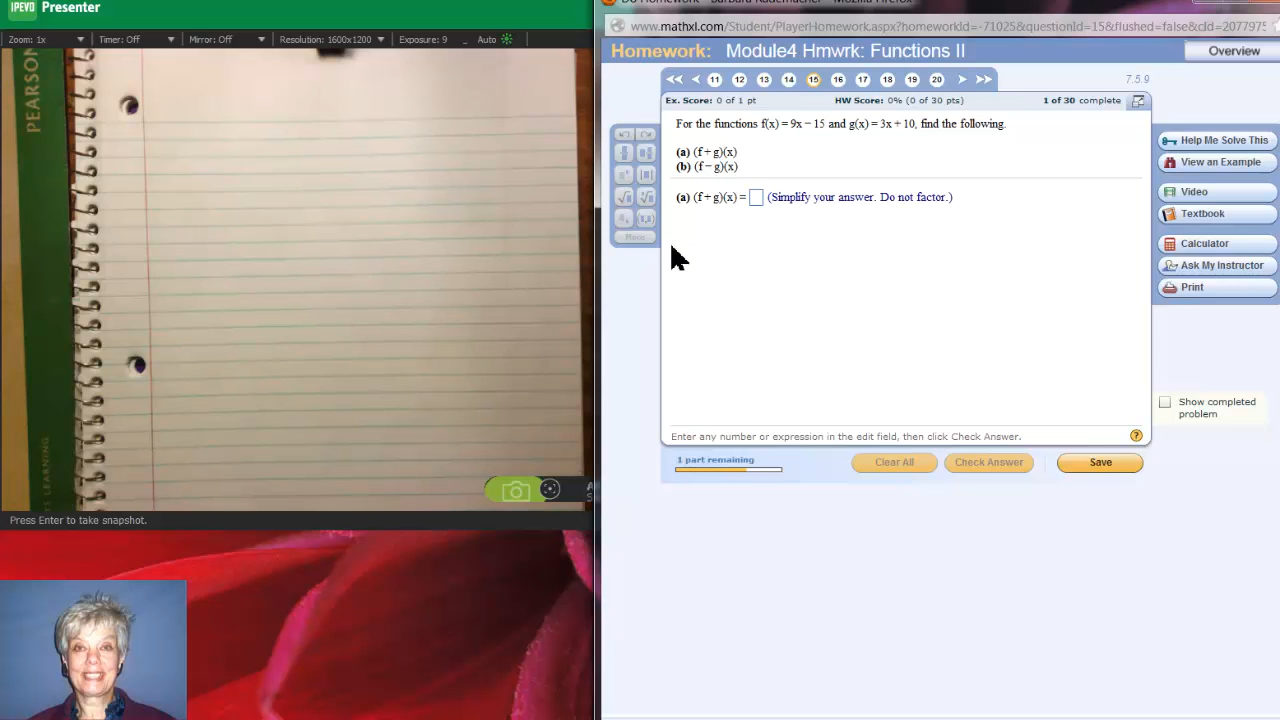 IPEVO Presenter
Zoom: 1x Timer: Off Mirror: Off Resolution: 1600x1200 Exposure: 9 Auto
PEARSON
LEARNING
Press Enter to take snapshot.
www.mathxl.com/Student/PlayerHomework.aspx?homeworkId=-71025&questionId=15&flushed=false&cId=2077975
Homework: Module4 Hmwrk: Functions II
Overview
11 12 13 14 15 16 17 18 19 20
7.5.9
Ex. Score: 0 of 1 pt HW Score: 0% (0 of 30 pts) 1 of 30 complete
For the functions f(x) = 9x − 15 and g(x) = 3x + 10, find the following.
(a) (f + g)(x)
(b) (f − g)(x)
(a) (f + g)(x) = (Simplify your answer. Do not factor.)
More
Enter any number or expression in the edit field, then click Check Answer.
?
1 part remaining
Clear All
Check Answer
Save
Help Me Solve This
View an Example
Video
Textbook
Calculator
Ask My Instructor
Print
Show completed
problem